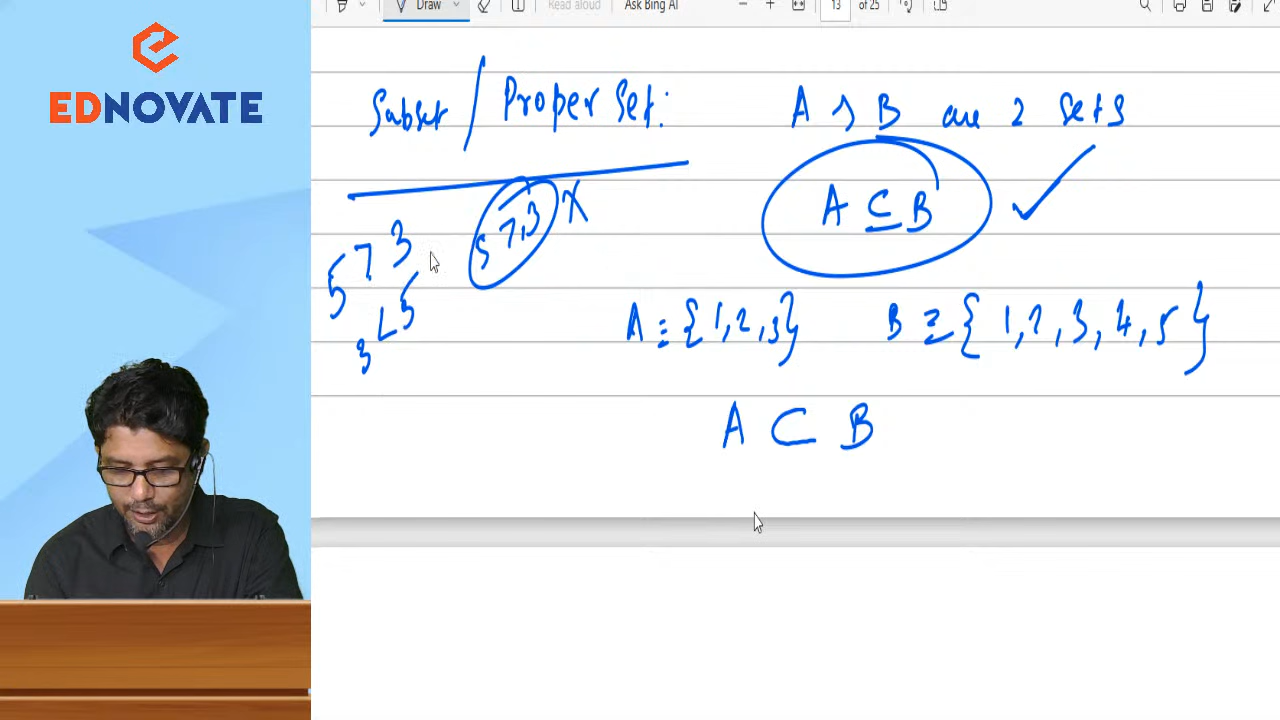 Draw
Read aloud
Ask Bing AI
13 of 25
EDNOVATE
Subset / Proper Set:
A & B are 2 sets
A ⊆ B
5 7 3
5 7,3 X
3 5
A = {1,2,3}
B = {1,2,3,4,5}
A ⊂ B